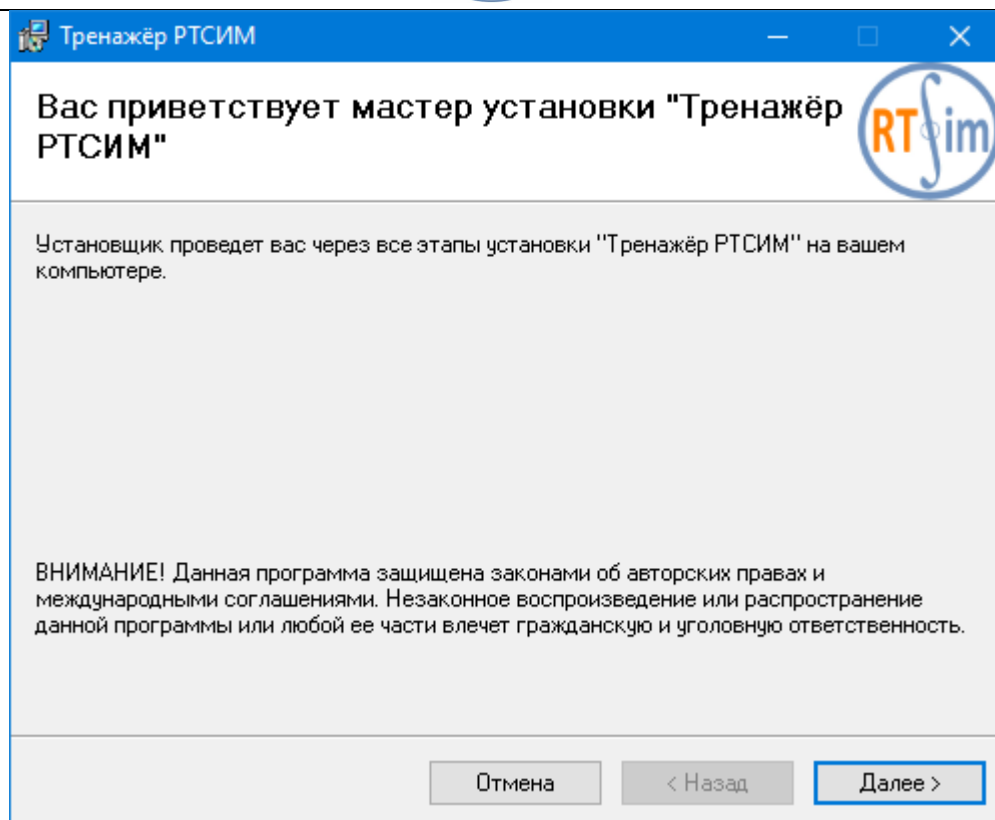 Тренажёр РТСИМ
Вас приветствует мастер установки "Тренажёр
РТСИМ"
RT im
Установщик проведет вас через все этапы установки "Тренажёр РТСИМ" на вашем
компьютере.
ВНИМАНИЕ! Данная программа защищена законами об авторских правах и
международными соглашениями. Незаконное воспроизведение или распространение
данной программы или любой ее части влечет гражданскую и уголовную ответственность.
Отмена
< Назад
Далее >